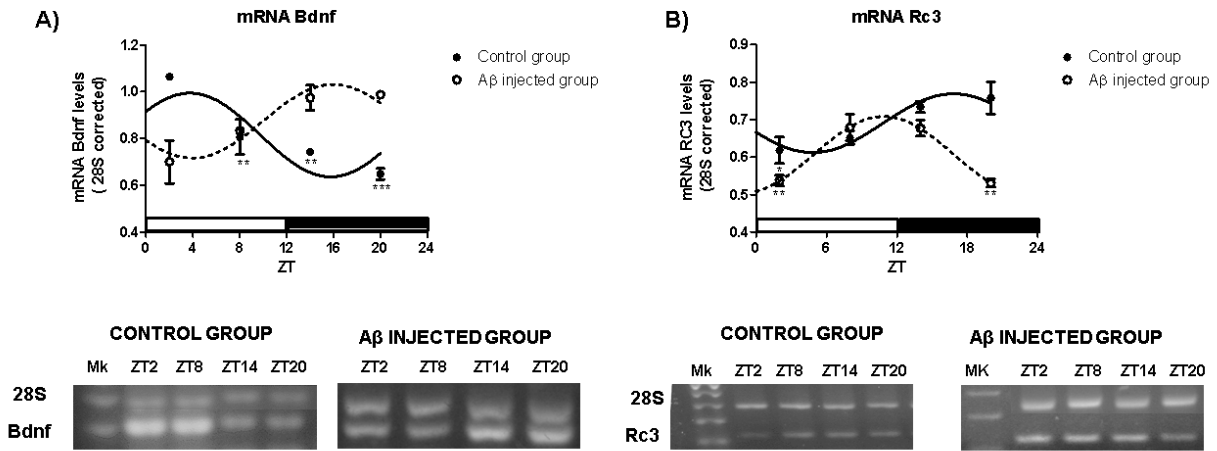 A)
mRNA Bdnf
mRNA Bdnf levels
( 28S corrected)
1.2
1.0
0.8
0.6
0.4
0
4
8
12
16
20
24
ZT
**
**
***
Control group
Aβ injected group
B)
mRNA Rc3
mRNA RC3 levels
(28S corrected)
0.9
0.8
0.7
0.6
0.5
0.4
0
6
12
18
24
ZT
*
**
**
Control group
Aβ injected group
CONTROL GROUP
Mk ZT2 ZT8 ZT14 ZT20
28S
Bdnf
Aβ INJECTED GROUP
ZT2 ZT8 ZT14 ZT20
CONTROL GROUP
Mk ZT2 ZT8 ZT14 ZT20
28S
Rc3
Aβ INJECTED GROUP
MK ZT2 ZT8 ZT14 ZT20